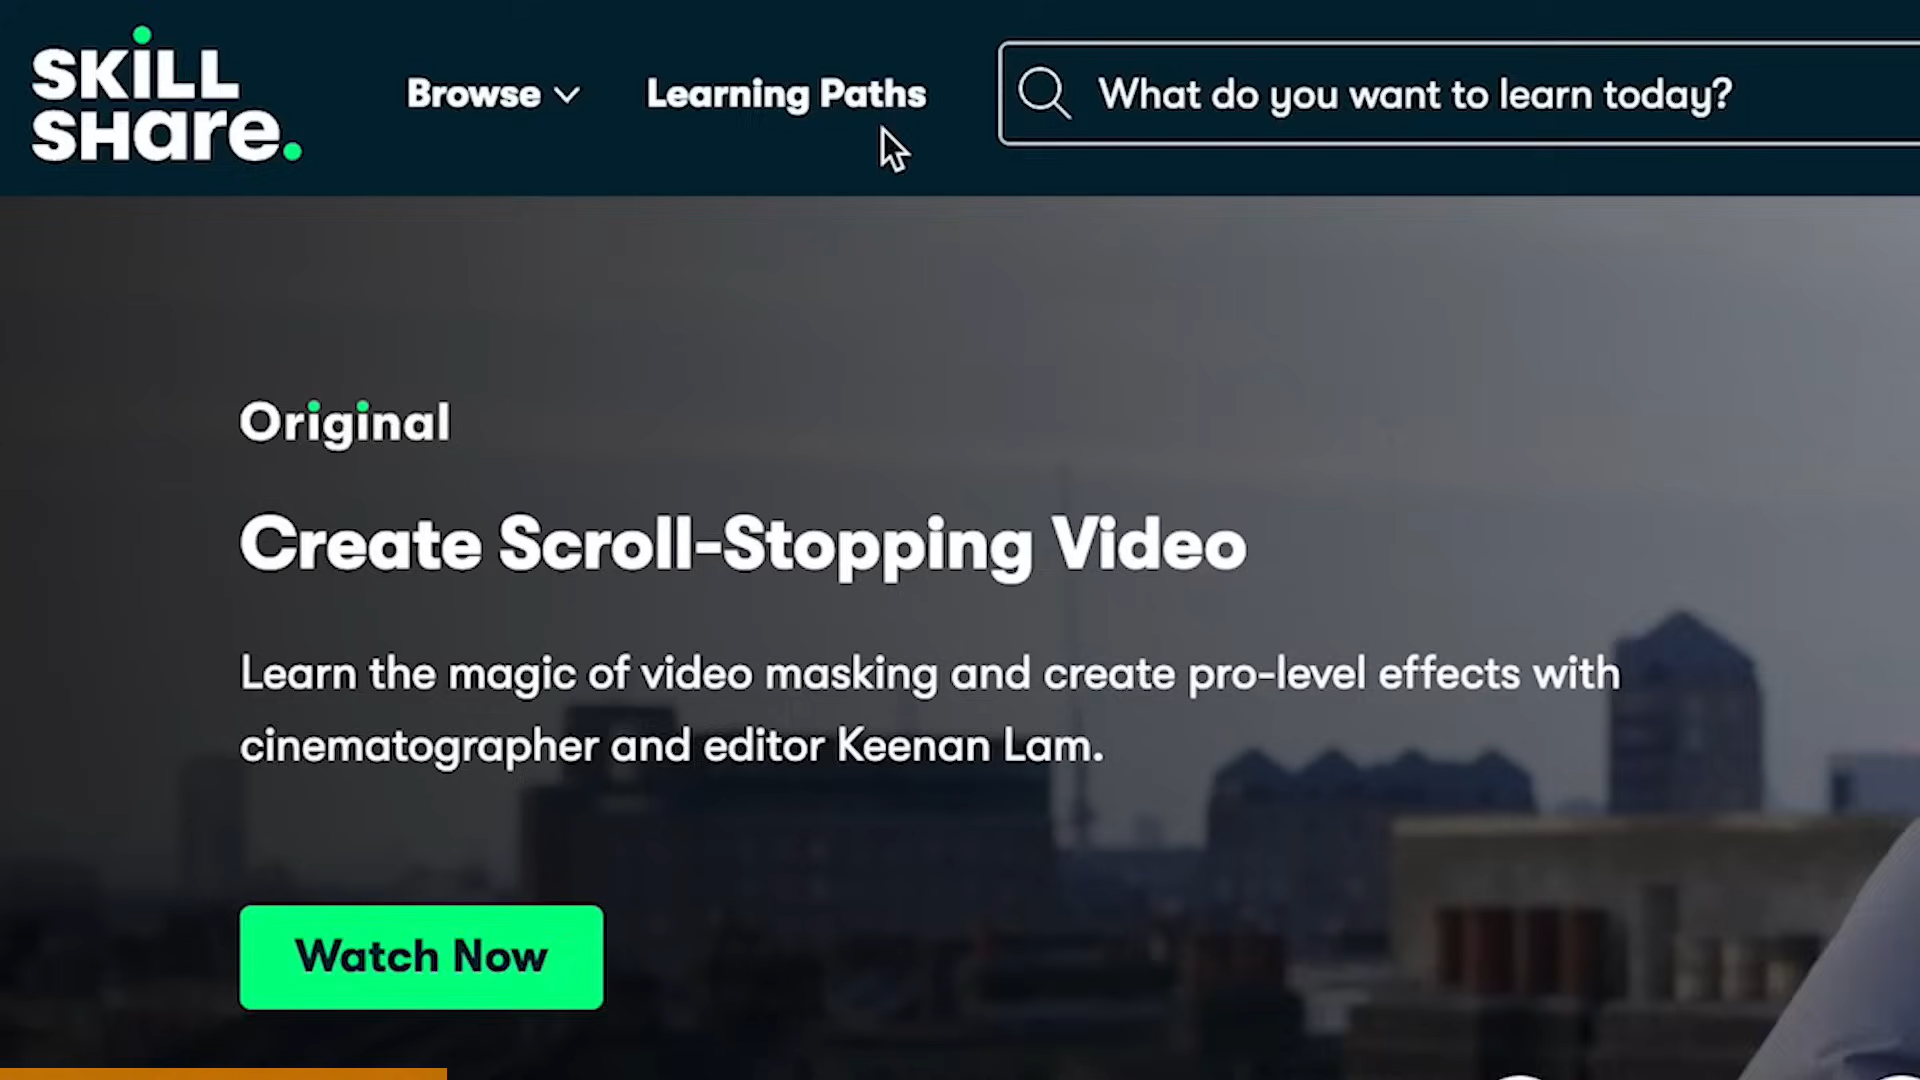 SKILL
SHare.
Browse
Learning Paths
What do you want to learn today?
Original
Create Scroll-Stopping Video
Learn the magic of video masking and create pro-level effects with
cinematographer and editor Keenan Lam.
Watch Now